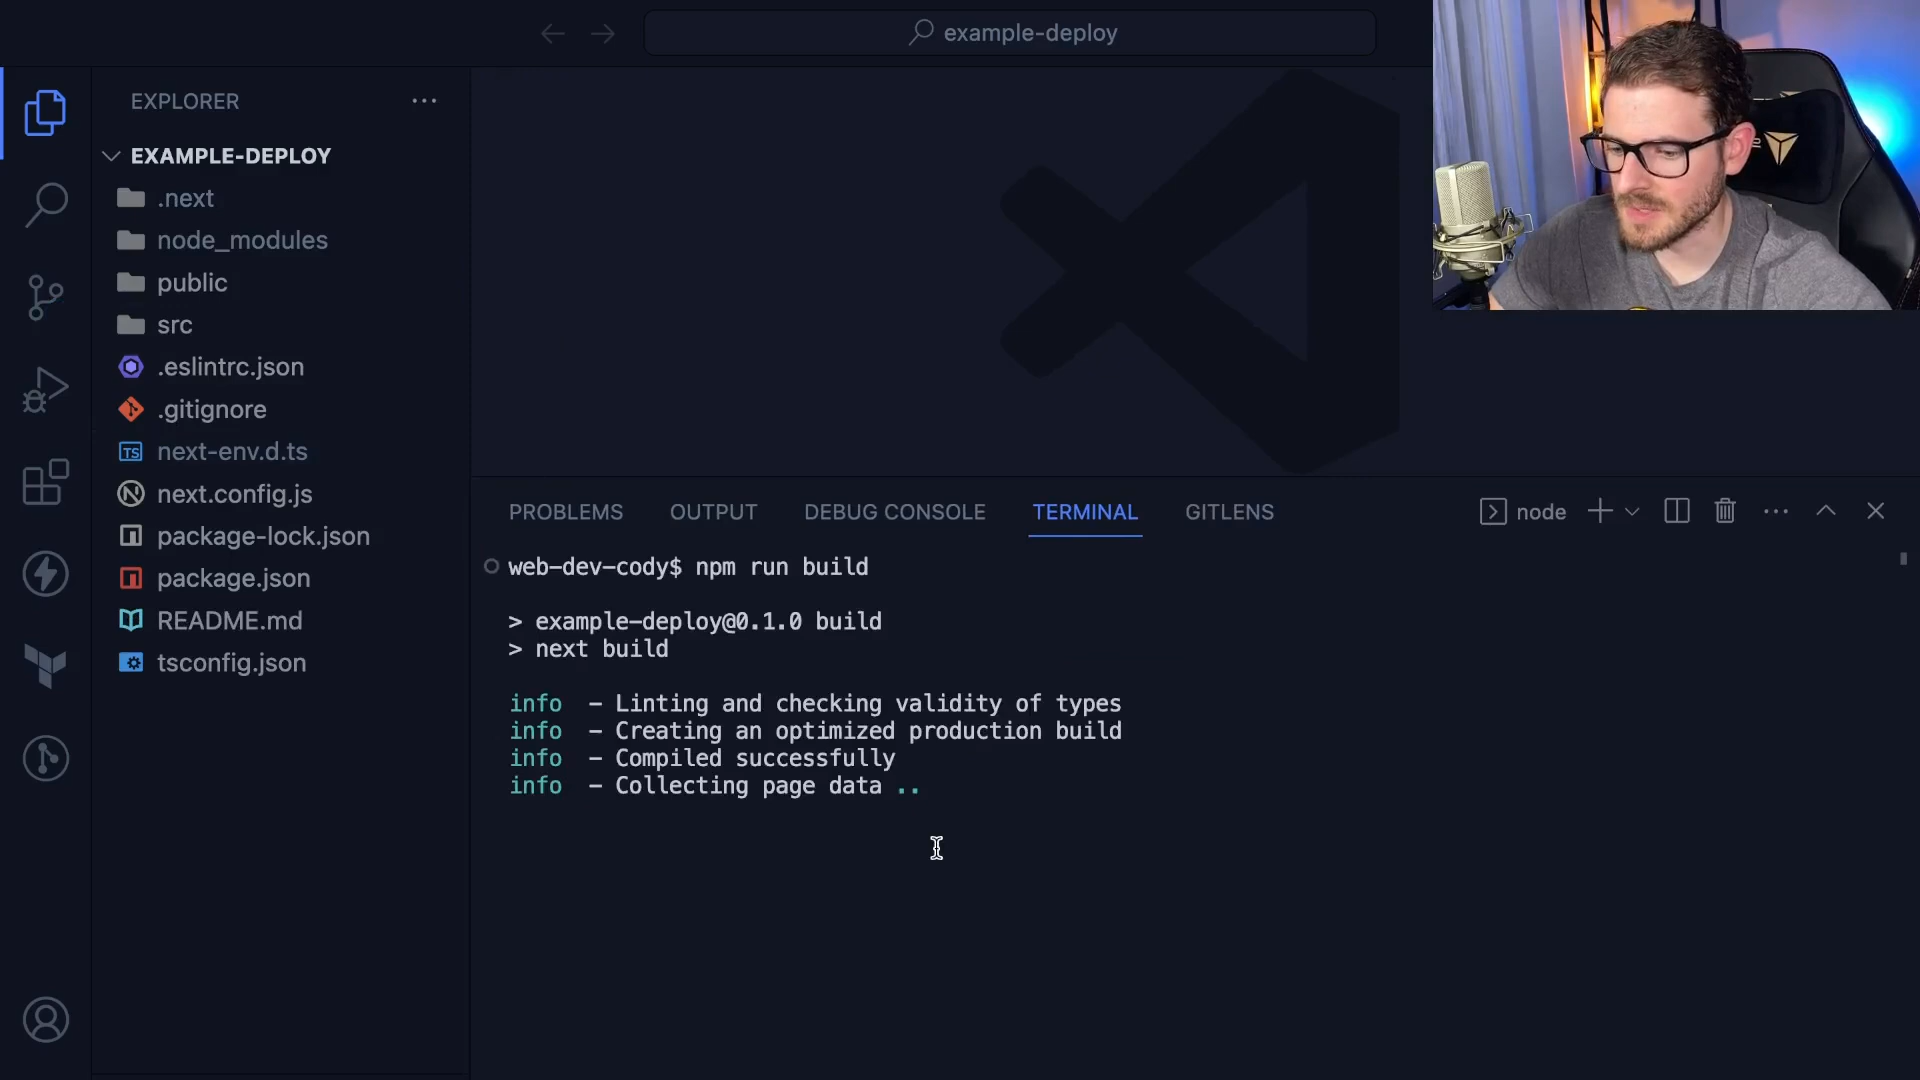 example-deploy
EXPLORER
EXAMPLE-DEPLOY
.next
node_modules
public
src
.eslintrc.json
.gitignore
next-env.d.ts
next.config.js
package-lock.json
package.json
README.md
tsconfig.json
PROBLEMS OUTPUT DEBUG CONSOLE TERMINAL GITLENS node
web-dev-cody$ npm run build
> example-deploy@0.1.0 build
> next build
info - Linting and checking validity of types
info - Creating an optimized production build
info - Compiled successfully
info - Collecting page data ..